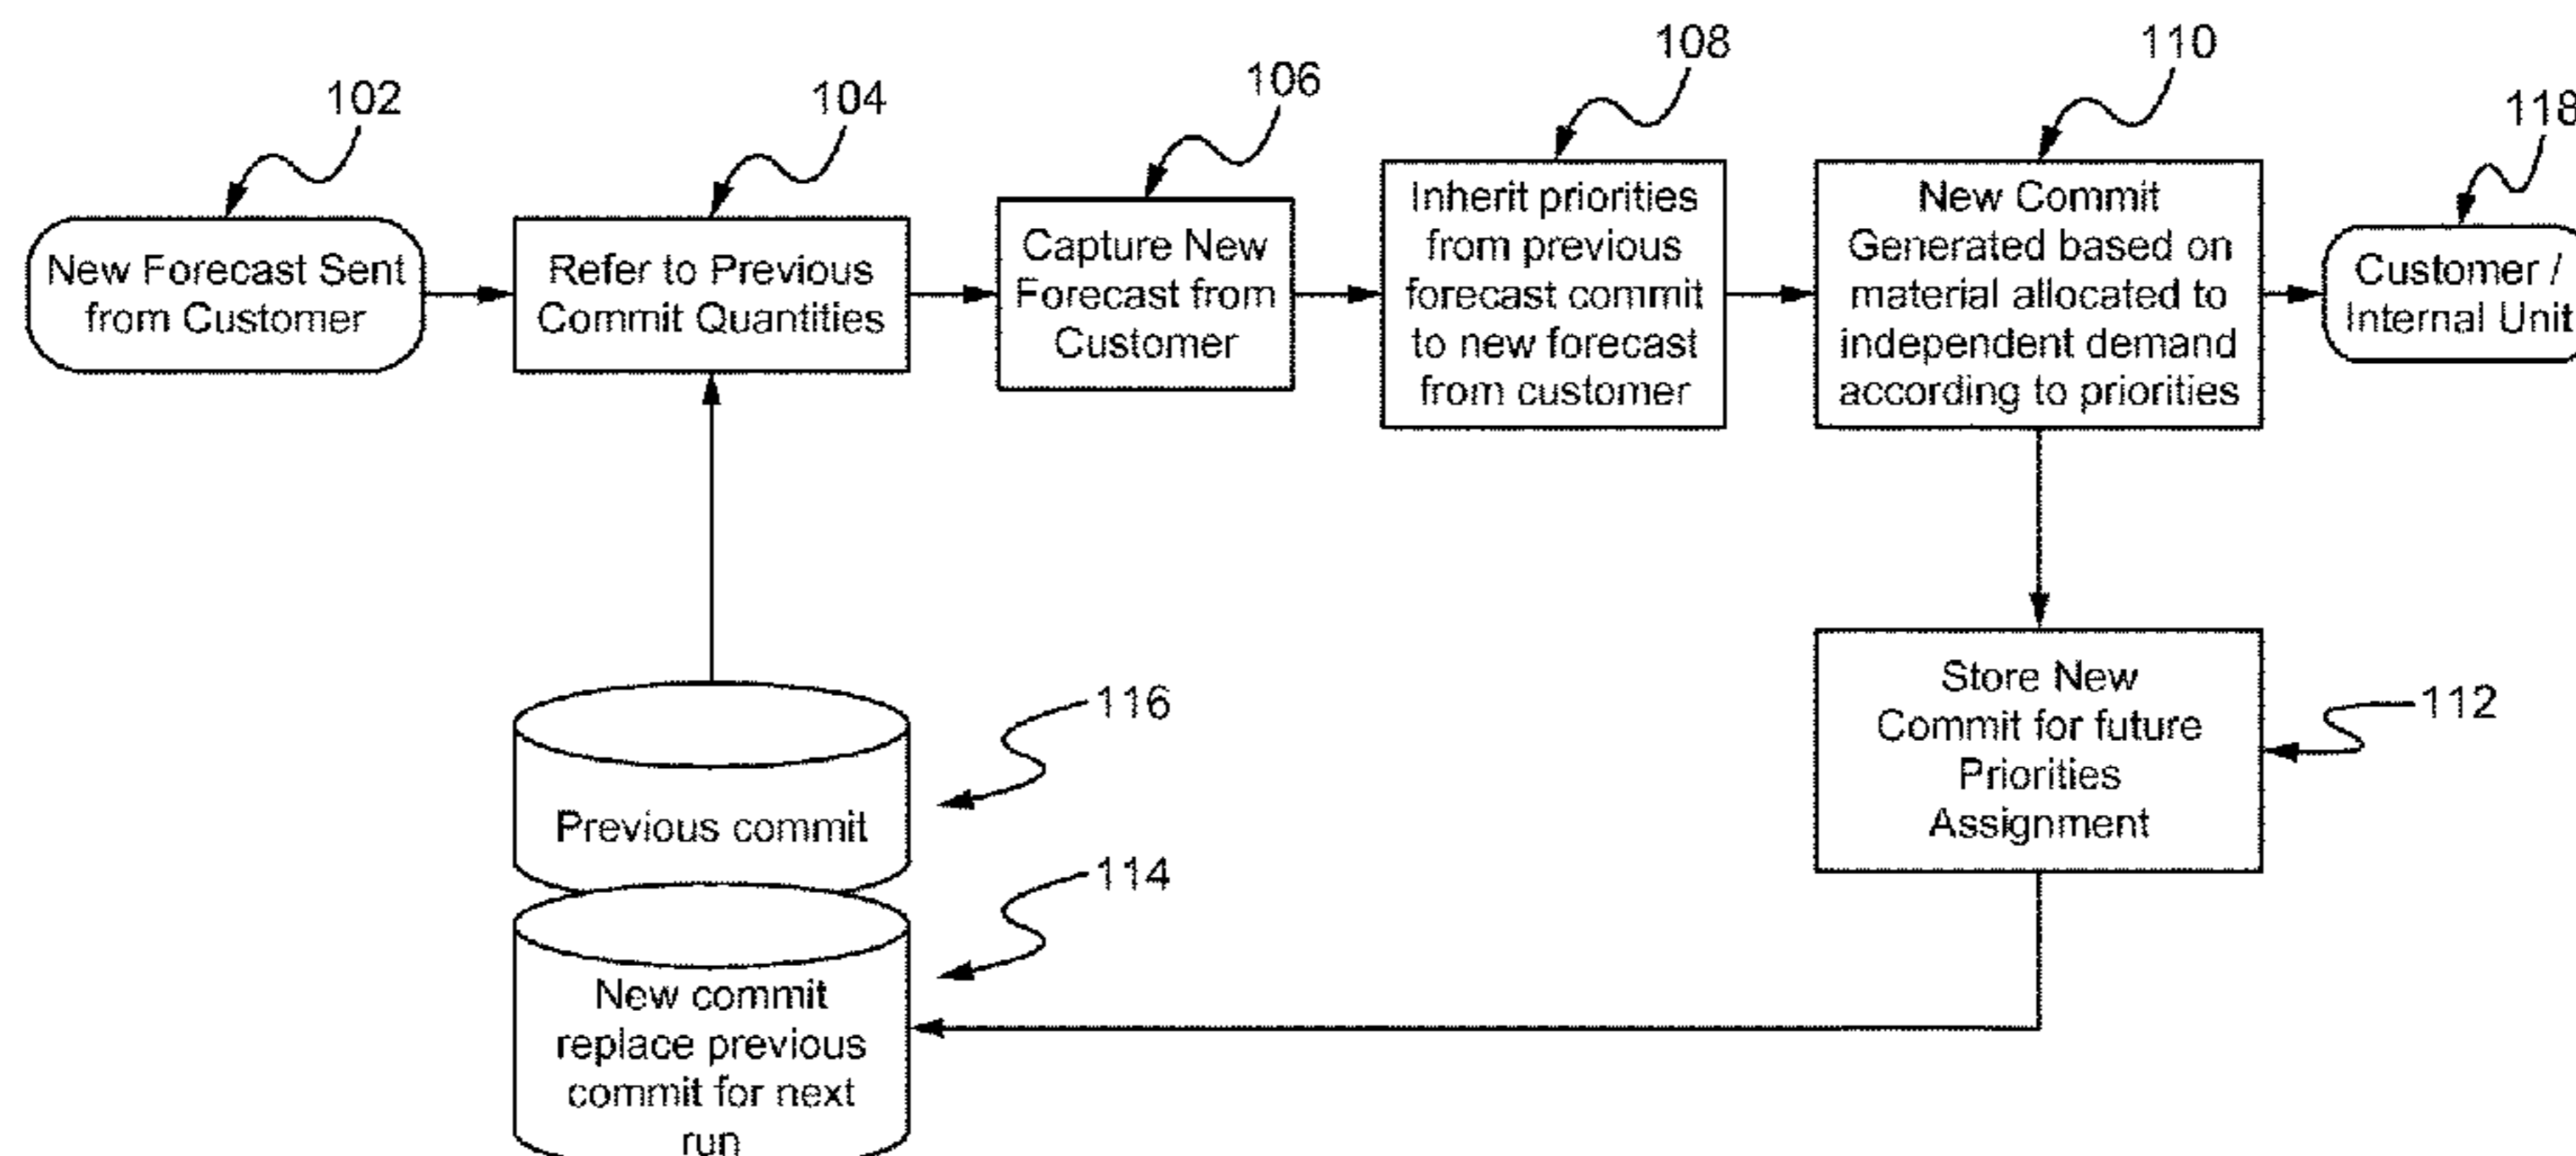 102
104
106
108
110
118
New Forecast Sent
from Customer
Refer to Previous
Commit Quantities
Capture New
Forecast from
Customer
Inherit priorities
from previous
forecast commit
to new forecast
from customer
New Commit
Generated based on
material allocated to
independent demand
according to priorities
Customer /
Internal Unit
116
Previous commit
114
New commit
replace previous
commit for next
run
Store New
Commit for future
Priorities
Assignment
112